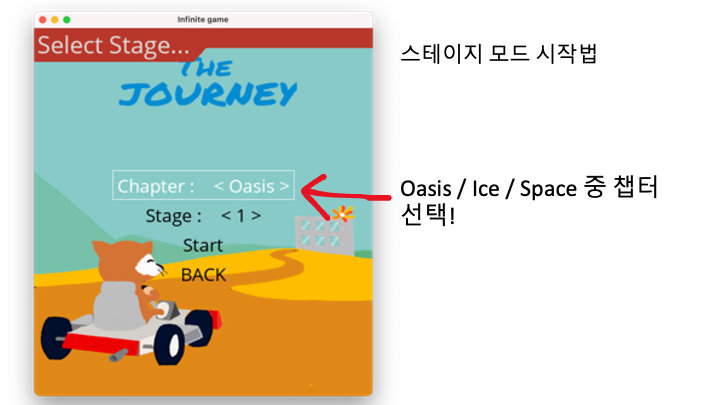 Infinite game
Select Stage...
The
JOURNEY
Chapter : < Oasis >
Stage : < 1 >
Start
BACK
스테이지 모드 시작법
Oasis / Ice / Space 중 챕터
선택!